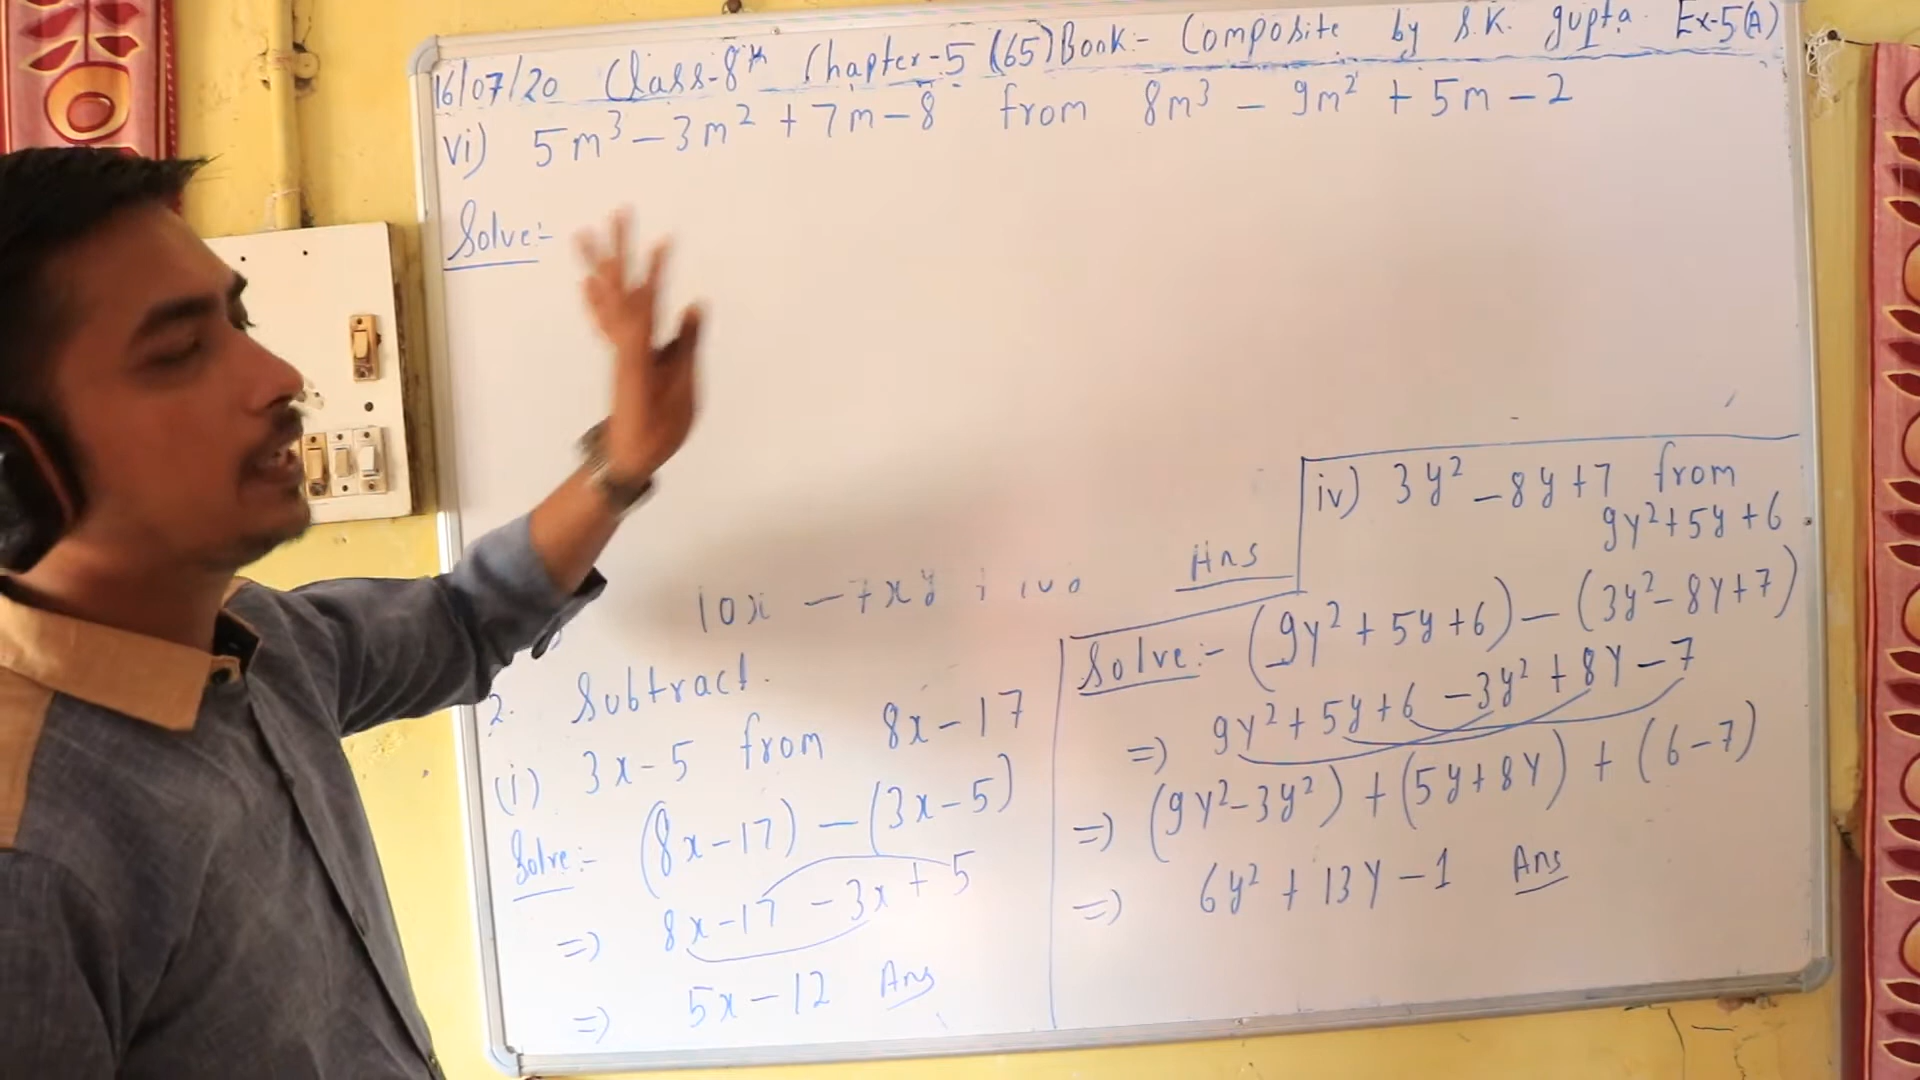 16/07/20 Class-8th Chapter-5 (65) Book:- Composite by S.K. Gupta. Ex-5(A)
vi) 5m³ – 3m² + 7m – 8 from 8m³ – 9m² + 5m – 2
Solve:-
10x – 7xy +
Ans
2. Subtract.
(i) 3x – 5 from 8x – 17
Solve:- (8x – 17) – (3x – 5)
=> 8x – 17 – 3x + 5
=> 5x – 12 Ans
iv) 3y² – 8y + 7 from
9y² + 5y + 6
Solve:- (9y² + 5y + 6) – (3y² – 8y + 7)
=> 9y² + 5y + 6 – 3y² + 8y – 7
=> (9y² – 3y²) + (5y + 8y) + (6 – 7)
=> 6y² + 13y – 1 Ans